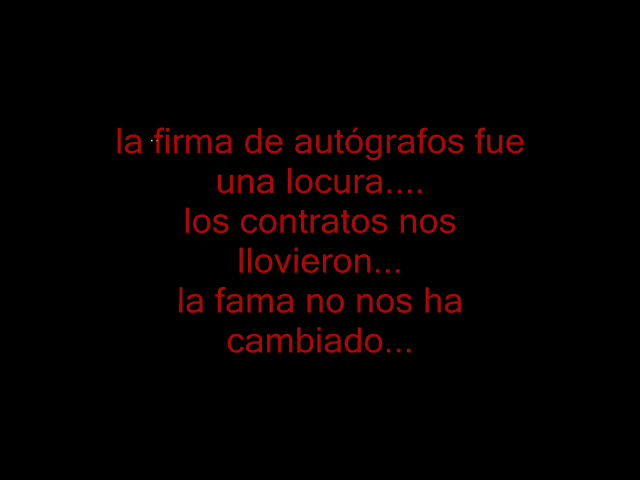 la firma de autógrafos fue
una locura....
los contratos nos
llovieron...
la fama no nos ha
cambiado...